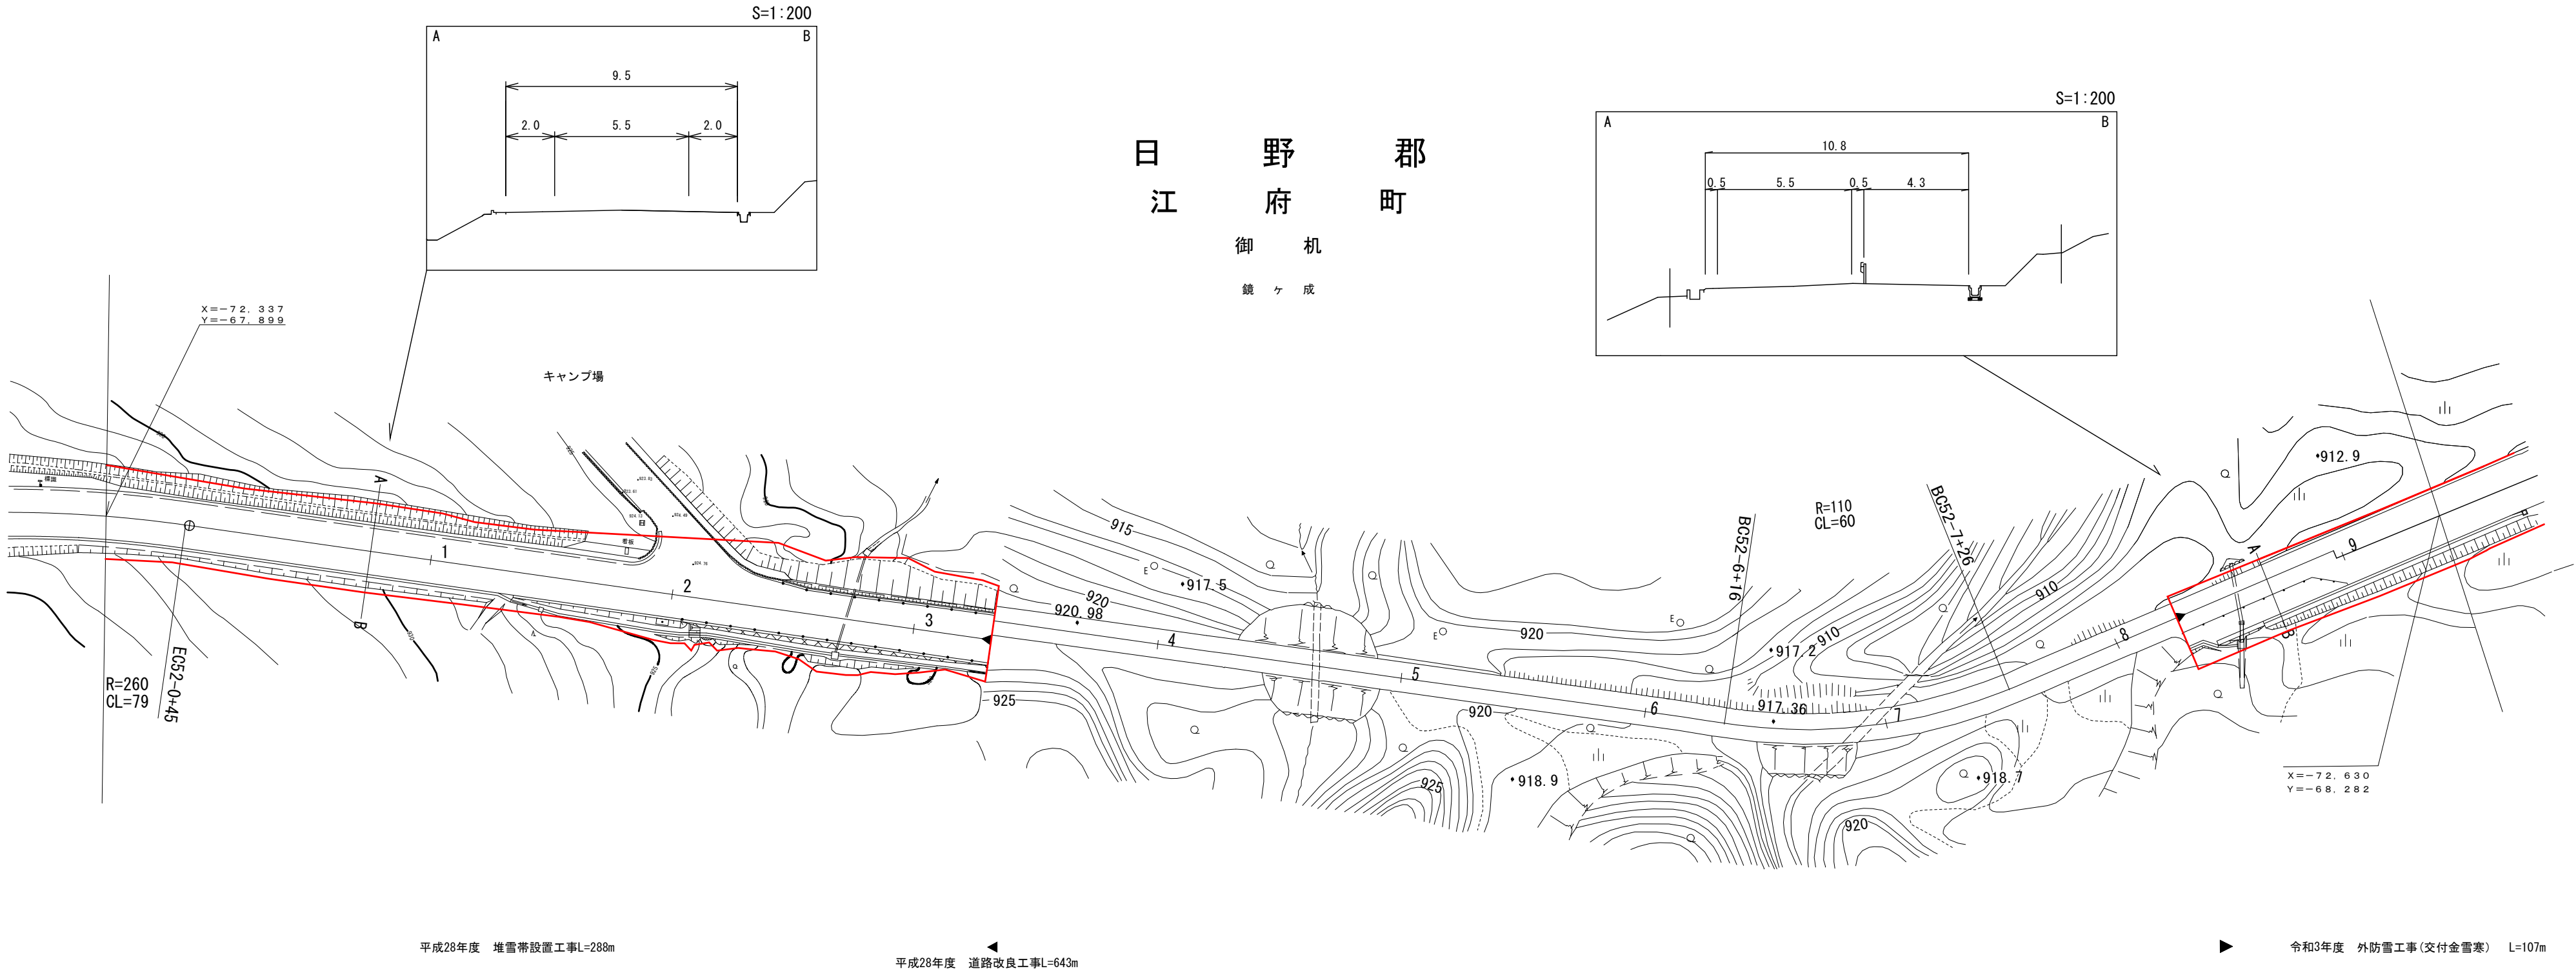 S=1:200
A B
9.5
2.0 5.5 2.0
S=1:200
A B
10.8
0.5 5.5 0.5 4.3
日 野 郡
江 府 町
御 机
鏡 ヶ 成
X=-72, 337
Y=-67, 899
キャンプ場
標識
A
B
1
R=260
CL=79
EC52-0+45
925
925
2
3
920.98
920
915
E
917.5
925
4
5
E
920
920
925
918.9
6
E
917.2
917.36
910
BC52-6+16
R=110
CL=60
BC52-7+26
7
918.7
920
910
8
A
B
9
912.9
X=-72, 630
Y=-68, 282
平成28年度 堆雪帯設置工事L=288m
平成28年度 道路改良工事L=643m
令和3年度 外防雪工事(交付金雪寒) L=107m